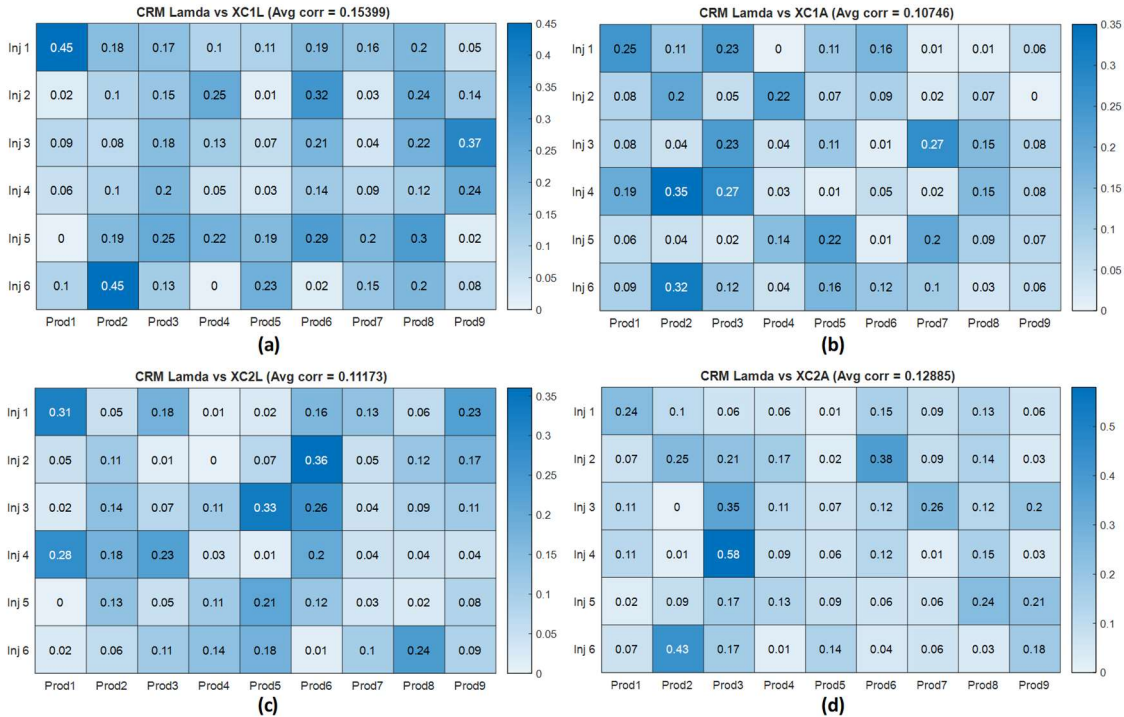 CRM Lamda vs XC1L (Avg corr = 0.15399)
Inj 1 0.45 0.18 0.17 0.1 0.11 0.19 0.16 0.2 0.05
Inj 2 0.02 0.1 0.15 0.25 0.01 0.32 0.03 0.24 0.14
Inj 3 0.09 0.08 0.18 0.13 0.07 0.21 0.04 0.22 0.37
Inj 4 0.06 0.1 0.2 0.05 0.03 0.14 0.09 0.12 0.24
Inj 5 0 0.19 0.25 0.22 0.19 0.29 0.2 0.3 0.02
Inj 6 0.1 0.45 0.13 0 0.23 0.02 0.15 0.2 0.08
Prod1 Prod2 Prod3 Prod4 Prod5 Prod6 Prod7 Prod8 Prod9
0.45
0.4
0.35
0.3
0.25
0.2
0.15
0.1
0.05
0
(a)
CRM Lamda vs XC1A (Avg corr = 0.10746)
Inj 1 0.25 0.11 0.23 0 0.11 0.16 0.01 0.01 0.06
Inj 2 0.08 0.2 0.05 0.22 0.07 0.09 0.02 0.07 0
Inj 3 0.08 0.04 0.23 0.04 0.11 0.01 0.27 0.15 0.08
Inj 4 0.19 0.35 0.27 0.03 0.01 0.05 0.02 0.15 0.08
Inj 5 0.06 0.04 0.02 0.14 0.22 0.01 0.2 0.09 0.07
Inj 6 0.09 0.32 0.12 0.04 0.16 0.12 0.1 0.03 0.06
Prod1 Prod2 Prod3 Prod4 Prod5 Prod6 Prod7 Prod8 Prod9
0.35
0.3
0.25
0.2
0.15
0.1
0.05
0
(b)
CRM Lamda vs XC2L (Avg corr = 0.11173)
Inj 1 0.31 0.05 0.18 0.01 0.02 0.16 0.13 0.06 0.23
Inj 2 0.05 0.11 0.01 0 0.07 0.36 0.05 0.12 0.17
Inj 3 0.02 0.14 0.07 0.11 0.33 0.26 0.04 0.09 0.11
Inj 4 0.28 0.18 0.23 0.03 0.01 0.2 0.04 0.04 0.04
Inj 5 0 0.13 0.05 0.11 0.21 0.12 0.03 0.02 0.08
Inj 6 0.02 0.06 0.11 0.14 0.18 0.01 0.1 0.24 0.09
Prod1 Prod2 Prod3 Prod4 Prod5 Prod6 Prod7 Prod8 Prod9
0.35
0.3
0.25
0.2
0.15
0.1
0.05
0
(c)
CRM Lamda vs XC2A (Avg corr = 0.12885)
Inj 1 0.24 0.1 0.06 0.06 0.01 0.15 0.09 0.13 0.06
Inj 2 0.07 0.25 0.21 0.17 0.02 0.38 0.09 0.14 0.03
Inj 3 0.11 0 0.35 0.11 0.07 0.12 0.26 0.12 0.2
Inj 4 0.11 0.01 0.58 0.09 0.06 0.12 0.01 0.15 0.03
Inj 5 0.02 0.09 0.17 0.13 0.09 0.06 0.06 0.24 0.21
Inj 6 0.07 0.43 0.17 0.01 0.14 0.04 0.06 0.03 0.18
Prod1 Prod2 Prod3 Prod4 Prod5 Prod6 Prod7 Prod8 Prod9
0.5
0.4
0.3
0.2
0.1
0
(d)